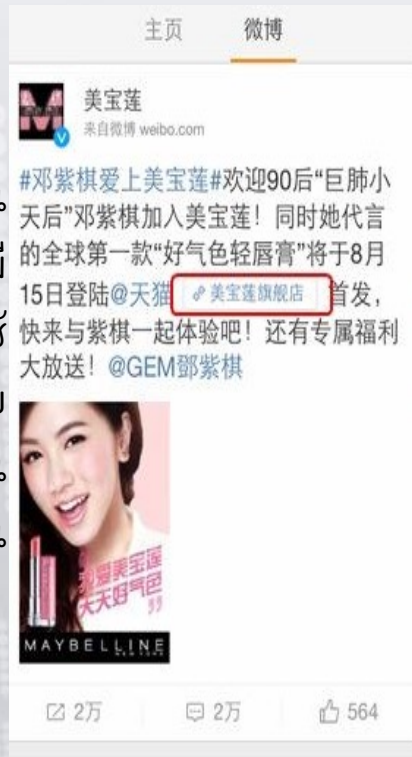 主页 微博
美宝莲
来自微博 weibo.com
#邓紫棋爱上美宝莲#欢迎90后“巨肺小
天后”邓紫棋加入美宝莲！同时她代言
的全球第一款“好气色轻唇膏”将于8月
15日登陆@天猫 美宝莲旗舰店 首发，
快来与紫棋一起体验吧！还有专属福利
大放送！@GEM鄧紫棋
我爱美宝莲
天天好气色
MAYBELLINE
2万 2万 564